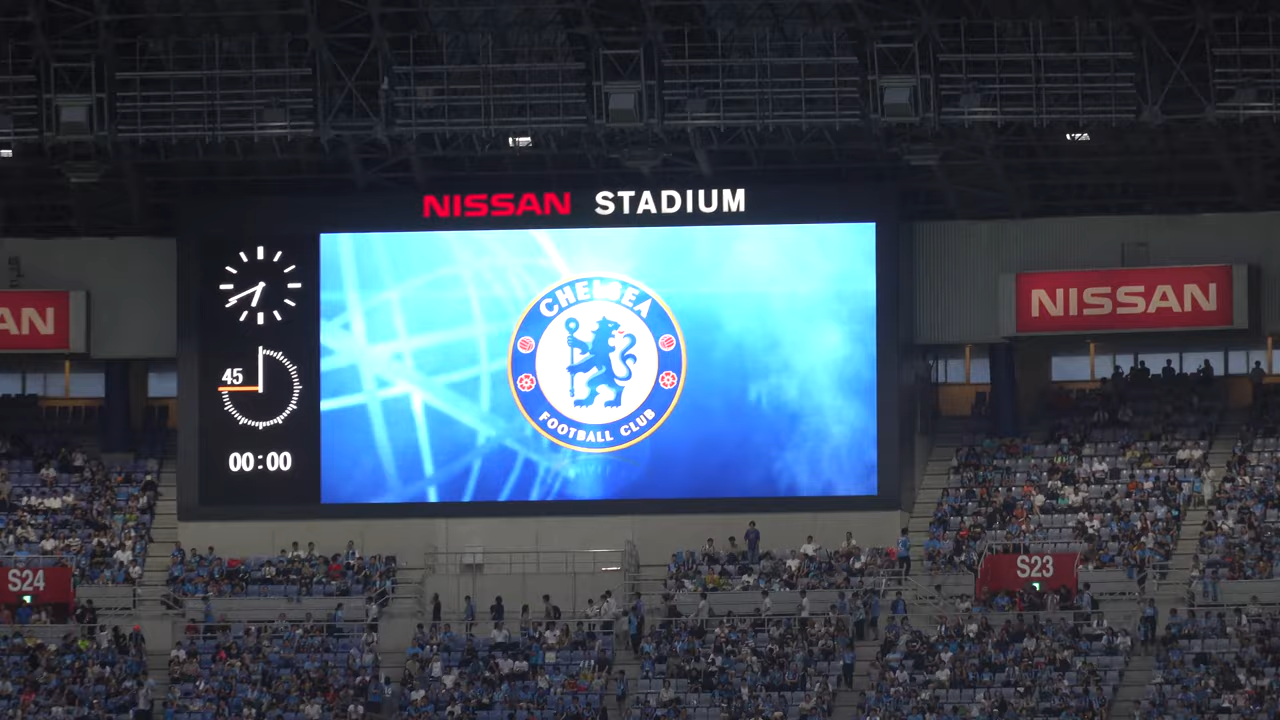 NISSAN STADIUM
CHELSEA
FOOTBALL CLUB
45
00:00
AN
NISSAN
S24
S23